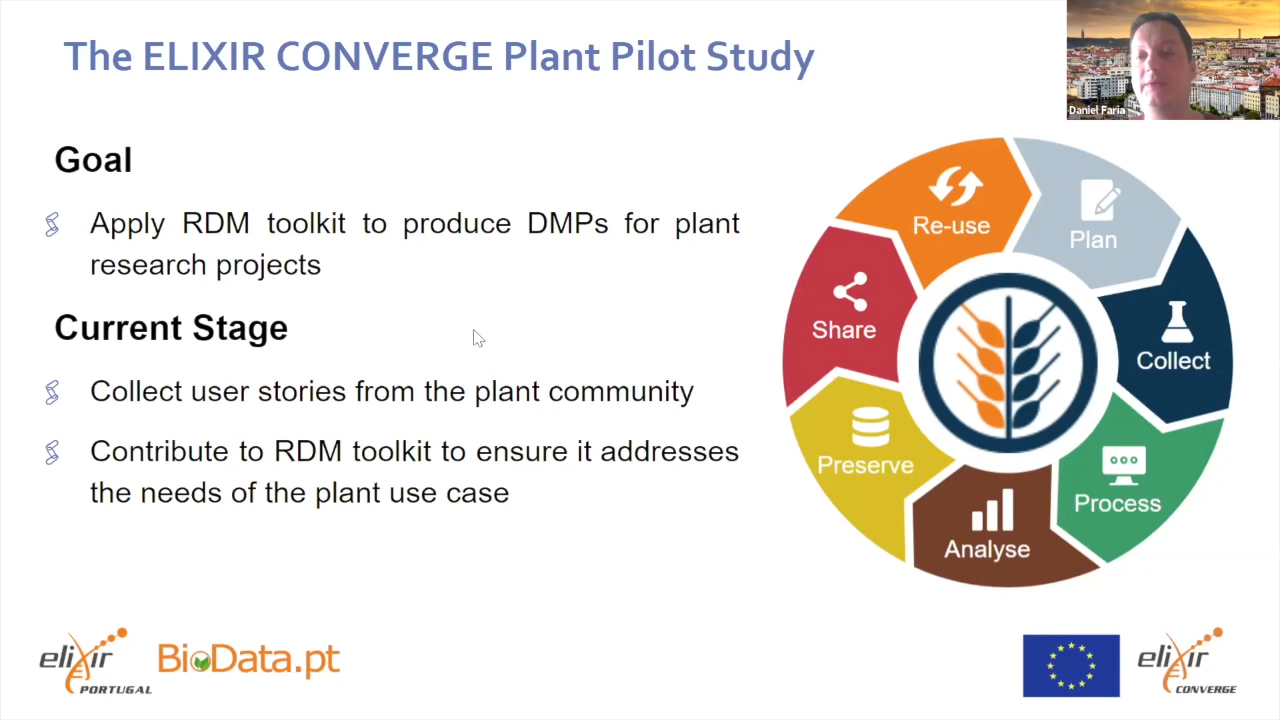 The ELIXIR CONVERGE Plant Pilot Study
Daniel Faria
Goal
Apply RDM toolkit to produce DMPs for plant
research projects
Current Stage
Collect user stories from the plant community
Contribute to RDM toolkit to ensure it addresses
the needs of the plant use case
Re-use
Plan
Share
Collect
Preserve
Process
Analyse
elixir
PORTUGAL
BioData.pt
elixir
CONVERGE